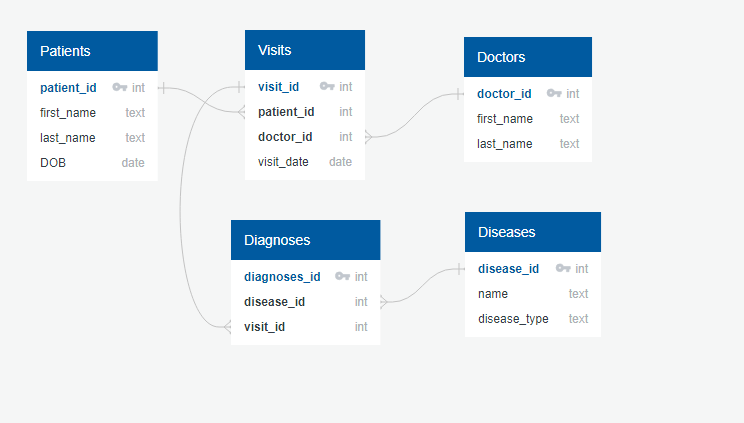 Patients
patient_id int
first_name text
last_name text
DOB date
Visits
visit_id int
patient_id int
doctor_id int
visit_date date
Doctors
doctor_id int
first_name text
last_name text
Diagnoses
diagnoses_id int
disease_id int
visit_id int
Diseases
disease_id int
name text
disease_type text